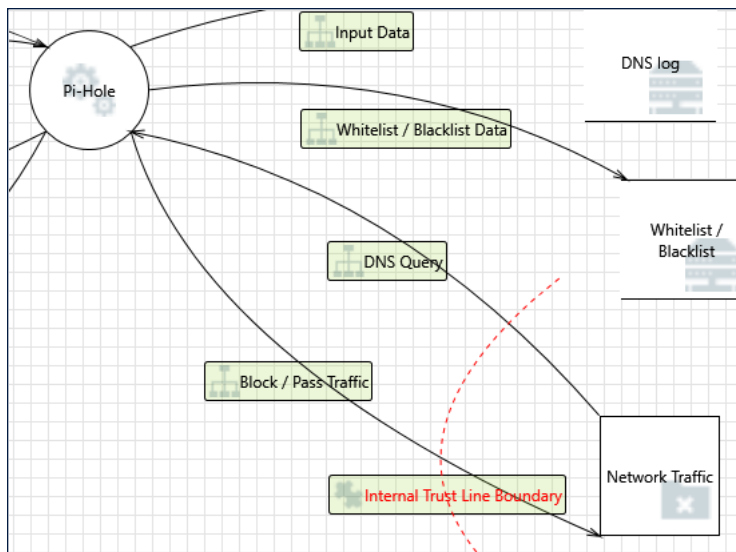 Input Data
DNS log
Pi-Hole
Whitelist / Blacklist Data
Whitelist /
Blacklist
DNS Query
Block / Pass Traffic
Network Traffic
Internal Trust Line Boundary